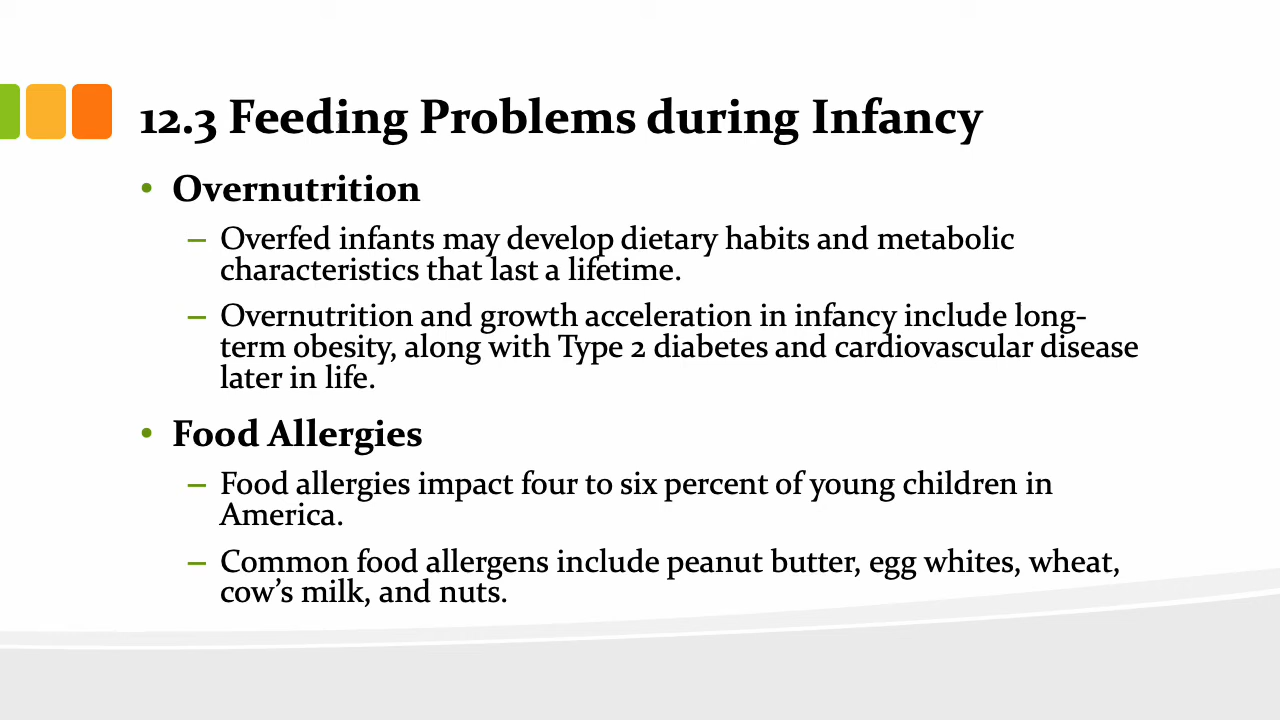 12.3 Feeding Problems during Infancy
• Overnutrition
– Overfed infants may develop dietary habits and metabolic
characteristics that last a lifetime.
– Overnutrition and growth acceleration in infancy include long-
term obesity, along with Type 2 diabetes and cardiovascular disease
later in life.
• Food Allergies
– Food allergies impact four to six percent of young children in
America.
– Common food allergens include peanut butter, egg whites, wheat,
cow’s milk, and nuts.